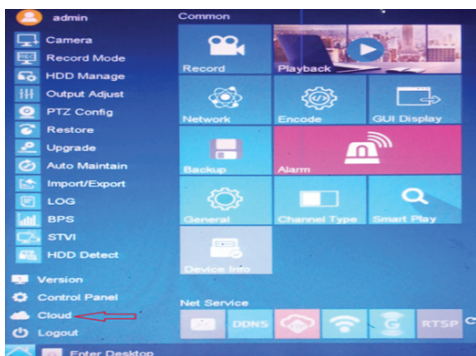 admin
Camera
Record Mode
HDD Manage
Output Adjust
PTZ Config
Restore
Upgrade
Auto Maintain
Import/Export
LOG
BPS
STVI
HDD Detect
Version
Control Panel
Cloud
Logout
Enter Desktop
Common
Record
Playback
Network
Encode
GUI Display
Backup
Alarm
General
Channel Type
Smart Play
Device Info
Net Service
DDNS
RTSP